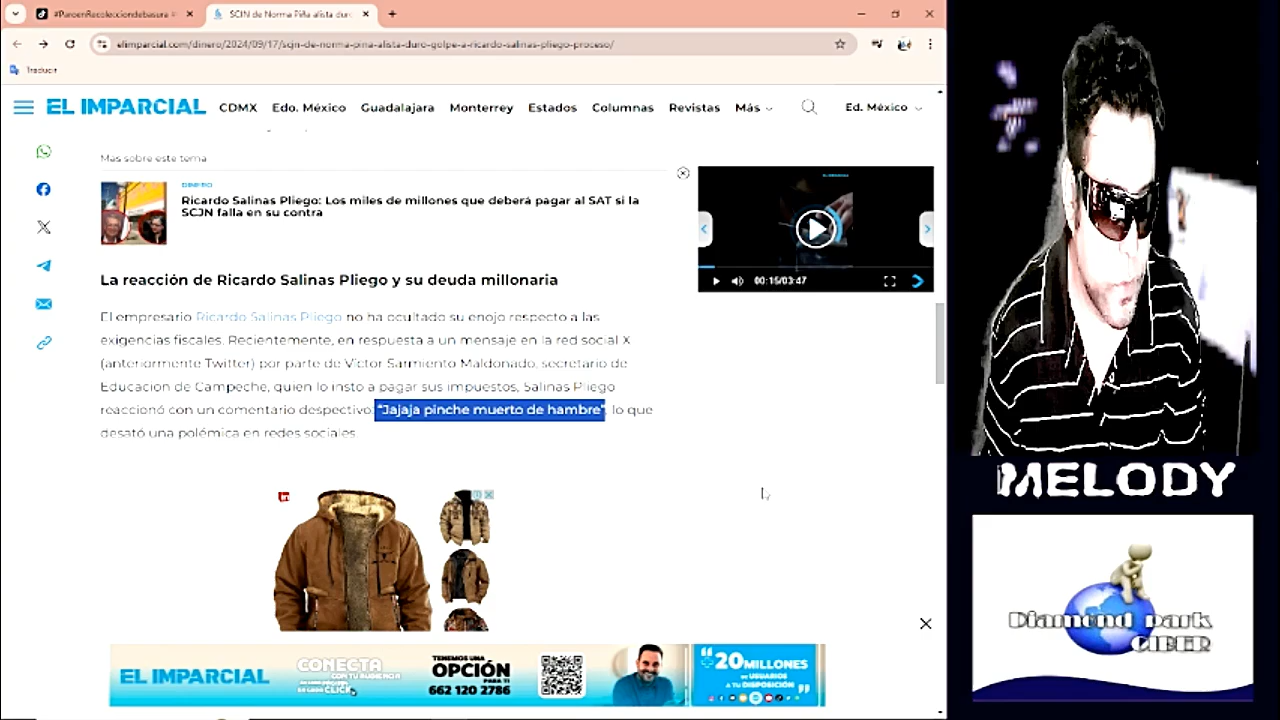 #ParoenRecolecciondebasura
SCJN de Norma Piña alista duro
elimparcial.com/dinero/2024/09/17/scjn-de-norma-pina-alista-duro-golpe-a-ricardo-salinas-pliego-proceso/
Traducir
EL IMPARCIAL CDMX Edo. México Guadalajara Monterrey Estados Columnas Revistas Más Ed. México
Mas sobre este tema
DINERO
Ricardo Salinas Pliego: Los miles de millones que deberá pagar al SAT si la
SCJN falla en su contra
00:15/03:47
La reacción de Ricardo Salinas Pliego y su deuda millonaria
El empresario Ricardo Salinas Pliego no ha ocultado su enojo respecto a las
exigencias fiscales. Recientemente, en respuesta a un mensaje en la red social X
(anteriormente Twitter) por parte de Víctor Sarmiento Maldonado, secretario de
Educación de Campeche, quien lo instó a pagar sus impuestos, Salinas Pliego
reaccionó con un comentario despectivo: “Jajaja pinche muerto de hambre”, lo que
desató una polémica en redes sociales.
EL IMPARCIAL
CONECTA
CLICK
TENEMOS UNA
OPCIÓN
PARA TI
662 120 2786
+20 MILLONES
DE USUARIOS
A TU DISPOSICIÓN
MELODY
Diamond park
CIBER